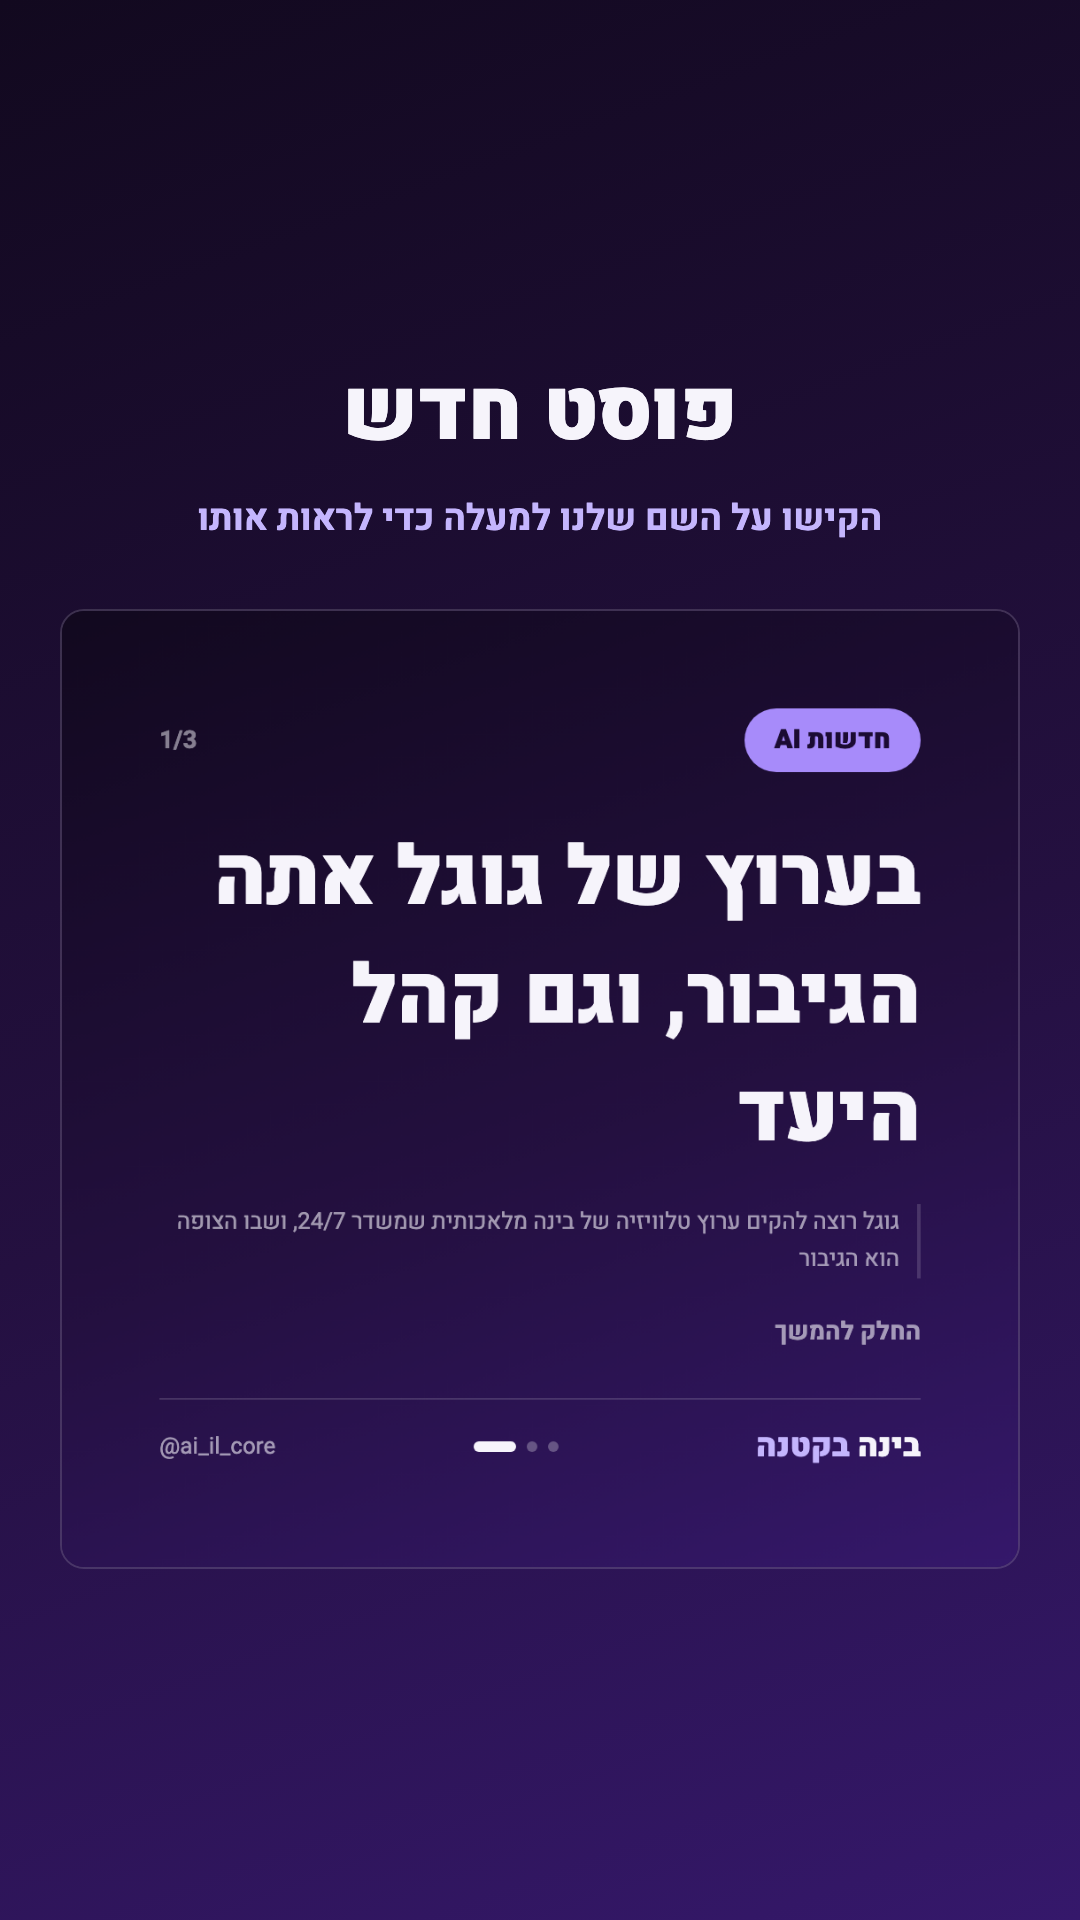 פוסט חדש
הקישו על השם שלנו למעלה כדי לראות אותו
חדשות AI
1/3
בערוץ של גוגל אתה
הגיבור, וגם קהל
היעד
גוגל רוצה להקים ערוץ טלוויזיה של בינה מלאכותית שמשדר 24/7, ושבו הצופה
הוא הגיבור
החלק להמשך
בינה בקטנה
@ai_il_core